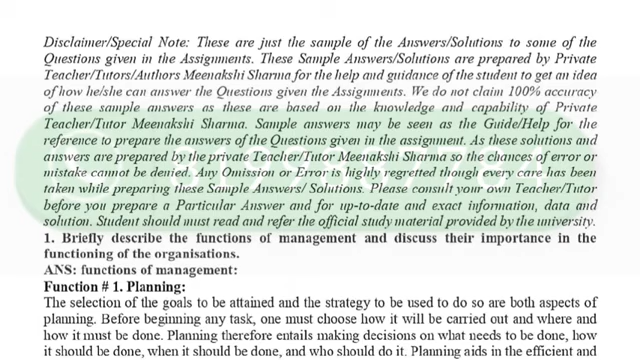 Disclaimer/Special Note: These are just the sample of the Answers/Solutions to some of the
Questions given in the Assignments. These Sample Answers/Solutions are prepared by Private
Teacher/Tutors/Authors Meenakshi Sharma for the help and guidance of the student to get an idea
of how he/she can answer the Questions given the Assignments. We do not claim 100% accuracy
of these sample answers as these are based on the knowledge and capability of Private
Teacher/Tutor Meenakshi Sharma. Sample answers may be seen as the Guide/Help for the
reference to prepare the answers of the Questions given in the assignment. As these solutions and
answers are prepared by the private Teacher/Tutor Meenakshi Sharma so the chances of error or
mistake cannot be denied. Any Omission or Error is highly regretted though every care has been
taken while preparing these Sample Answers/ Solutions. Please consult your own Teacher/Tutor
before you prepare a Particular Answer and for up-to-date and exact information, data and
solution. Student should must read and refer the official study material provided by the university.
1. Briefly describe the functions of management and discuss their importance in the
functioning of the organisations.
ANS: functions of management:
Function # 1. Planning:
The selection of the goals to be attained and the strategy to be used to do so are both aspects of
planning. Before beginning any task, one must choose how it will be carried out and where and
how it must be done. Planning therefore entails making decisions on what needs to be done, how
it should be done, when it should be done, and who should do it. Planning aids in the efficient and